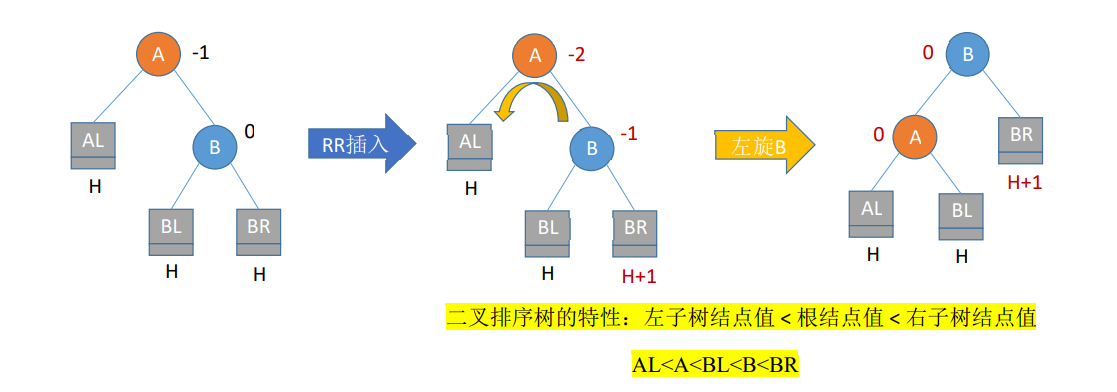 A -1
AL
H
B 0
BL
H
BR
H
RR插入
A -2
AL
H
B -1
BL
H
BR
H+1
左旋B
0 B
0 A
BR
H+1
AL
H
BL
H
二叉排序树的特性：左子树结点值 < 根结点值 < 右子树结点值
AL<A<BL<B<BR